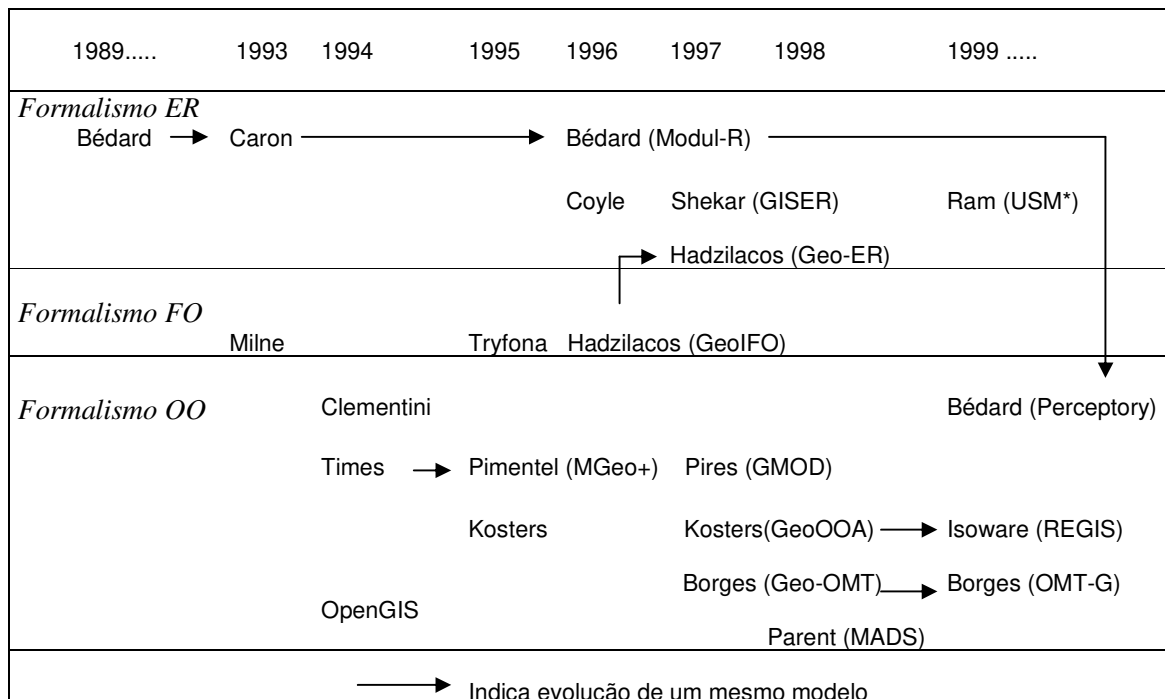 1989..... 1993 1994 1995 1996 1997 1998 1999 .....
Formalismo ER
Bédard Caron Bédard (Modul-R)
Coyle Shekar (GISER) Ram (USM*)
Hadzilacos (Geo-ER)
Formalismo FO
Milne Tryfona Hadzilacos (GeoIFO)
Formalismo OO Clementini Bédard (Perceptory)
Times Pimentel (MGeo+) Pires (GMOD)
Kosters Kosters(GeoOOA) Isoware (REGIS)
Borges (Geo-OMT) Borges (OMT-G)
OpenGIS
Parent (MADS)
Indica evolução de um mesmo modelo